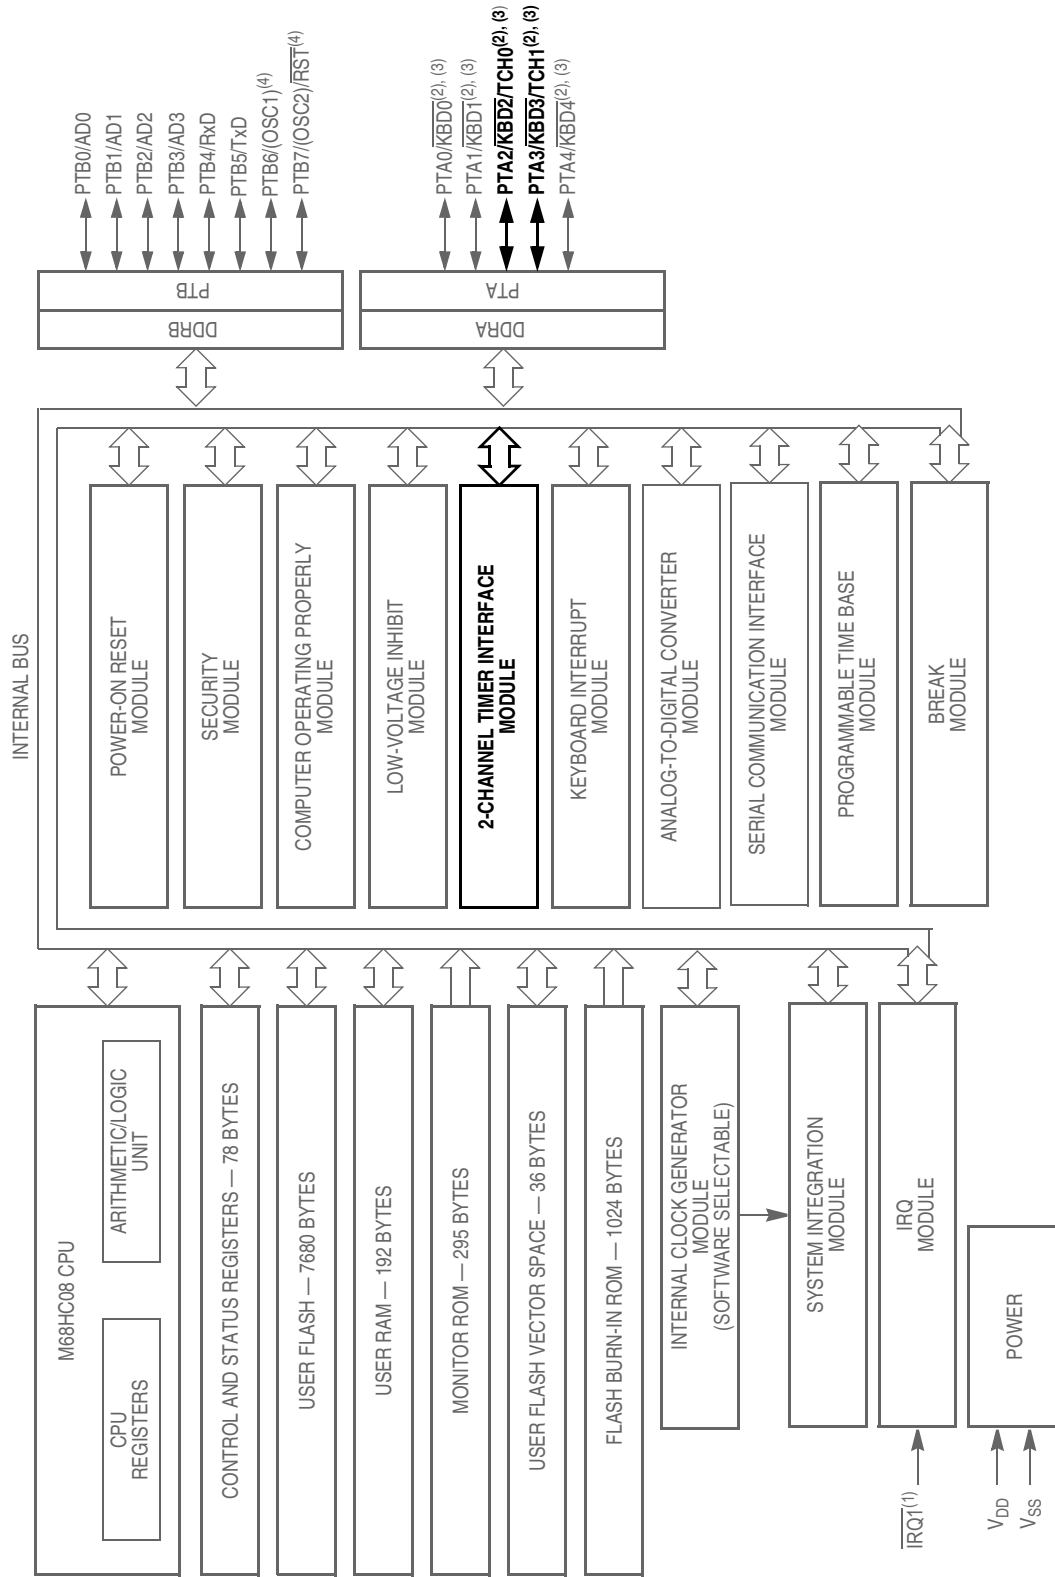 INTERNAL BUS
M68HC08 CPU
CPU
REGISTERS
ARITHMETIC/LOGIC
UNIT
CONTROL AND STATUS REGISTERS — 78 BYTES
USER FLASH — 7680 BYTES
USER RAM — 192 BYTES
MONITOR ROM — 295 BYTES
USER FLASH VECTOR SPACE — 36 BYTES
FLASH BURN-IN ROM — 1024 BYTES
INTERNAL CLOCK GENERATOR
MODULE
(SOFTWARE SELECTABLE)
SYSTEM INTEGRATION
MODULE
IRQ
MODULE
POWER
IRQ1(1)
VDD
VSS
POWER-ON RESET
MODULE
SECURITY
MODULE
COMPUTER OPERATING PROPERLY
MODULE
LOW-VOLTAGE INHIBIT
MODULE
2-CHANNEL TIMER INTERFACE
MODULE
KEYBOARD INTERRUPT
MODULE
ANALOG-TO-DIGITAL CONVERTER
MODULE
SERIAL COMMUNICATION INTERFACE
MODULE
PROGRAMMABLE TIME BASE
MODULE
BREAK
MODULE
DDRB
PTB
PTB0/AD0
PTB1/AD1
PTB2/AD2
PTB3/AD3
PTB4/RxD
PTB5/TxD
PTB6/(OSC1)(4)
PTB7/(OSC2)/RST(4)
DDRA
PTA
PTA0/KBD0(2), (3)
PTA1/KBD1(2), (3)
PTA2/KBD2/TCH0(2), (3)
PTA3/KBD3/TCH1(2), (3)
PTA4/KBD4(2), (3)